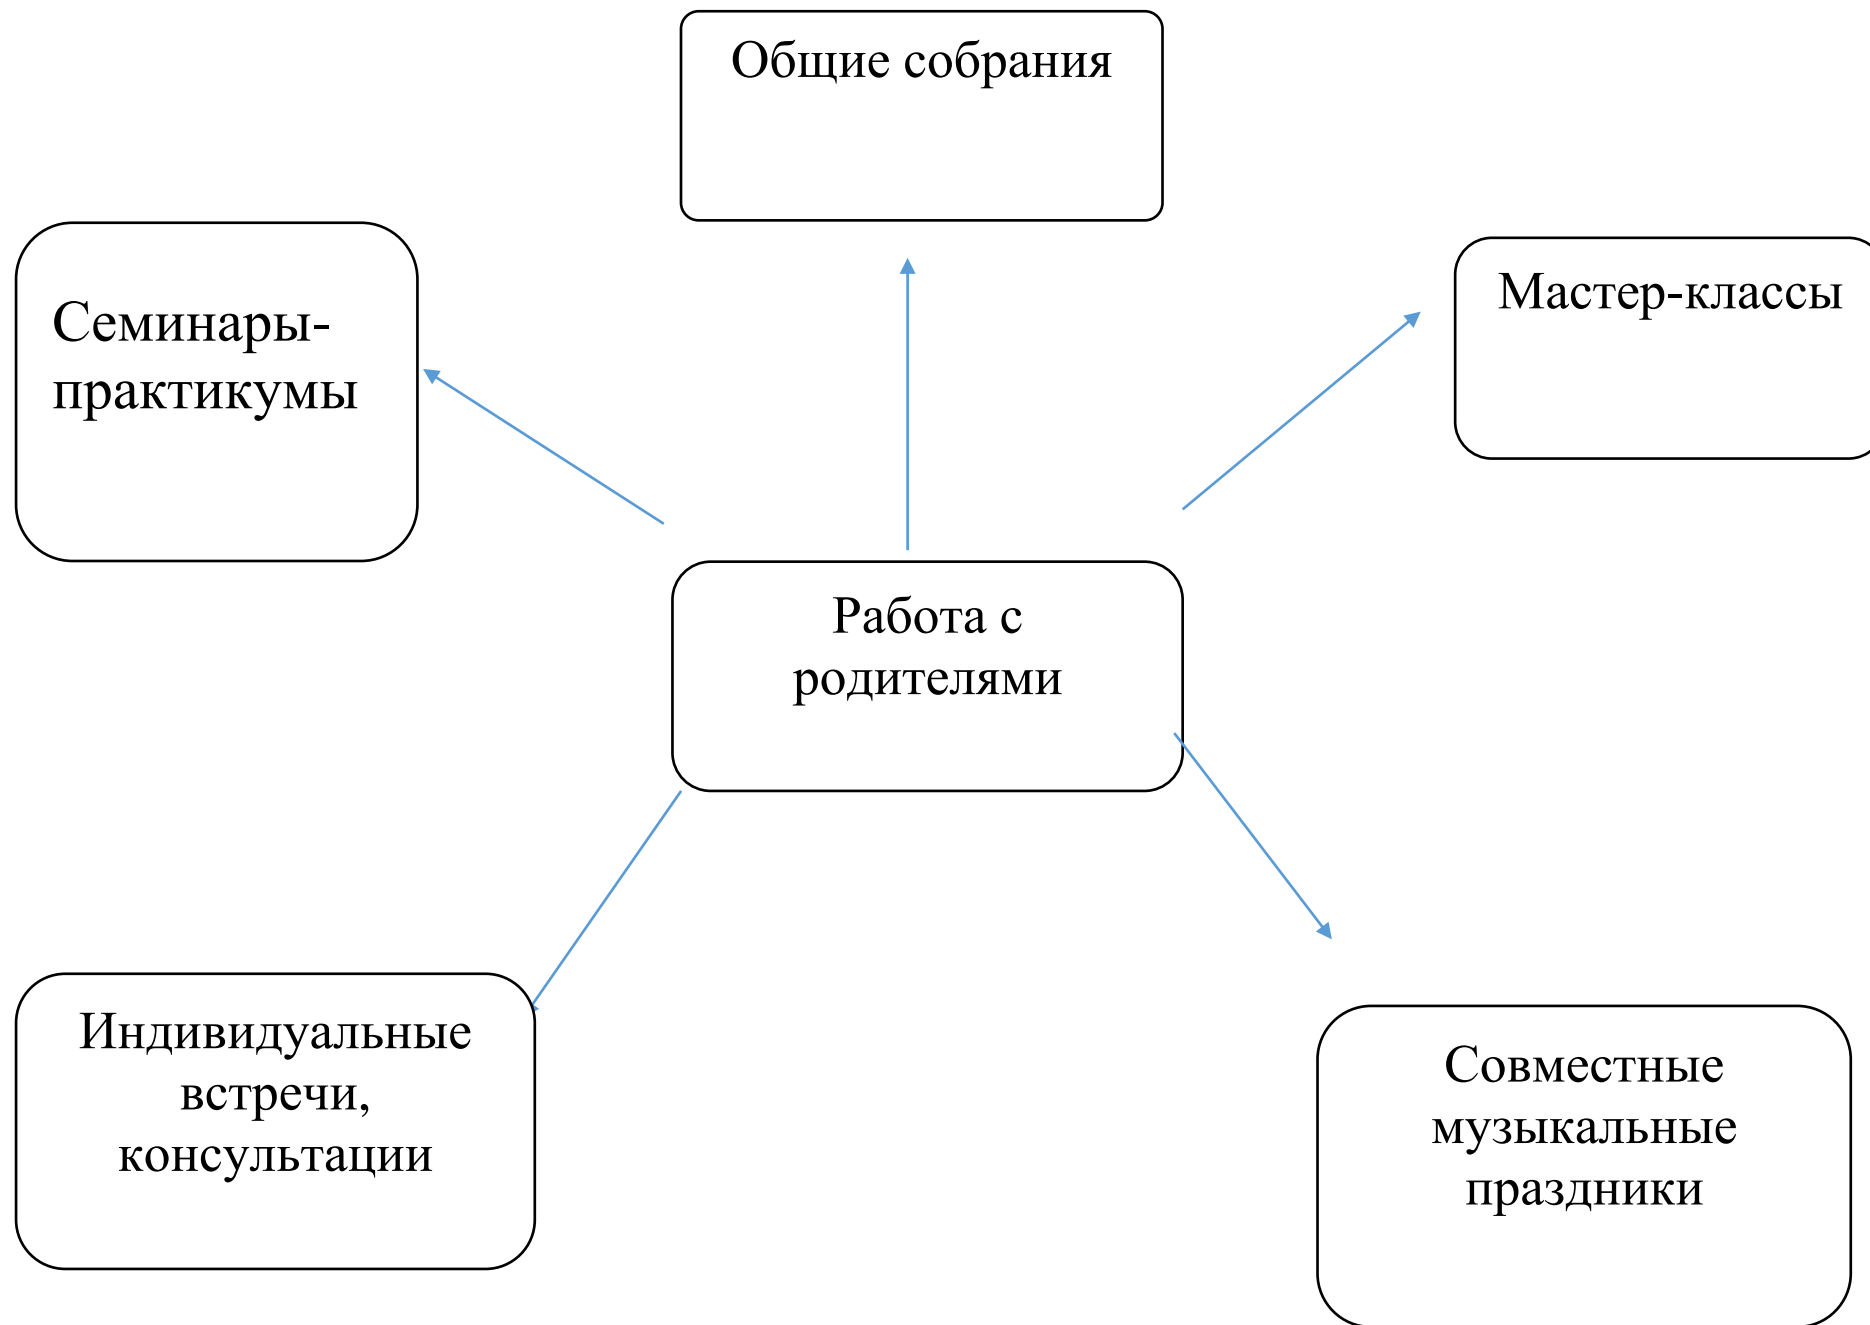 Общие собрания
Семинары-
практикумы
Мастер-классы
Работа с
родителями
Индивидуальные
встречи,
консультации
Совместные
музыкальные
праздники